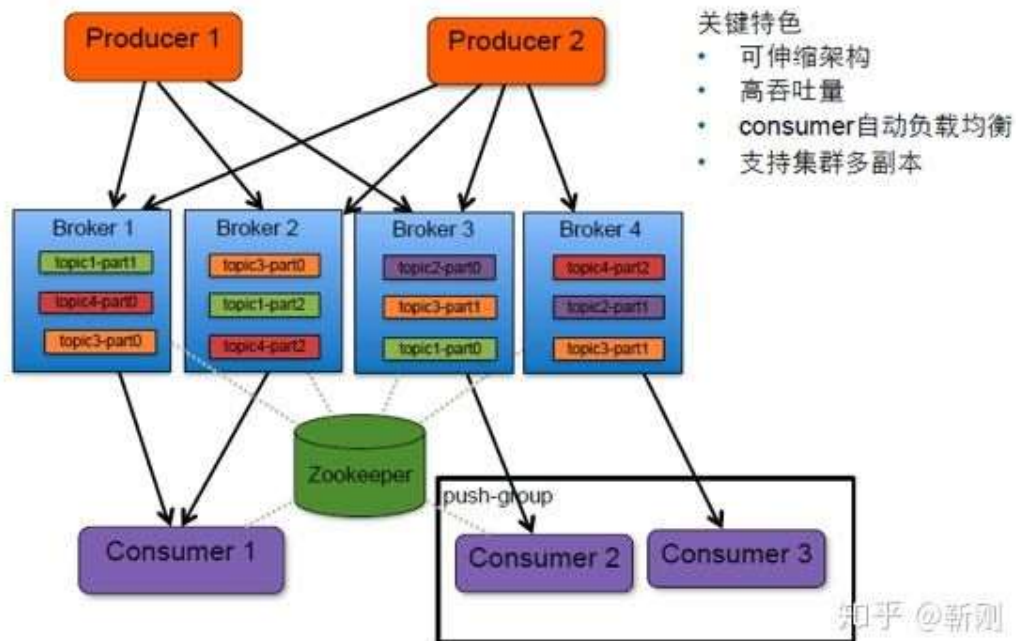 Producer 1
Producer 2
关键特色
• 可伸缩架构
• 高吞吐量
• consumer自动负载均衡
• 支持集群多副本
Broker 1
topic1-part1
topic4-part0
topic3-part0
Broker 2
topic3-part0
topic1-part2
topic4-part2
Broker 3
topic2-part0
topic3-part1
topic1-part0
Broker 4
topic4-part2
topic2-part1
topic3-part1
Zookeeper
push-group
Consumer 1
Consumer 2
Consumer 3
知乎 @靳刚